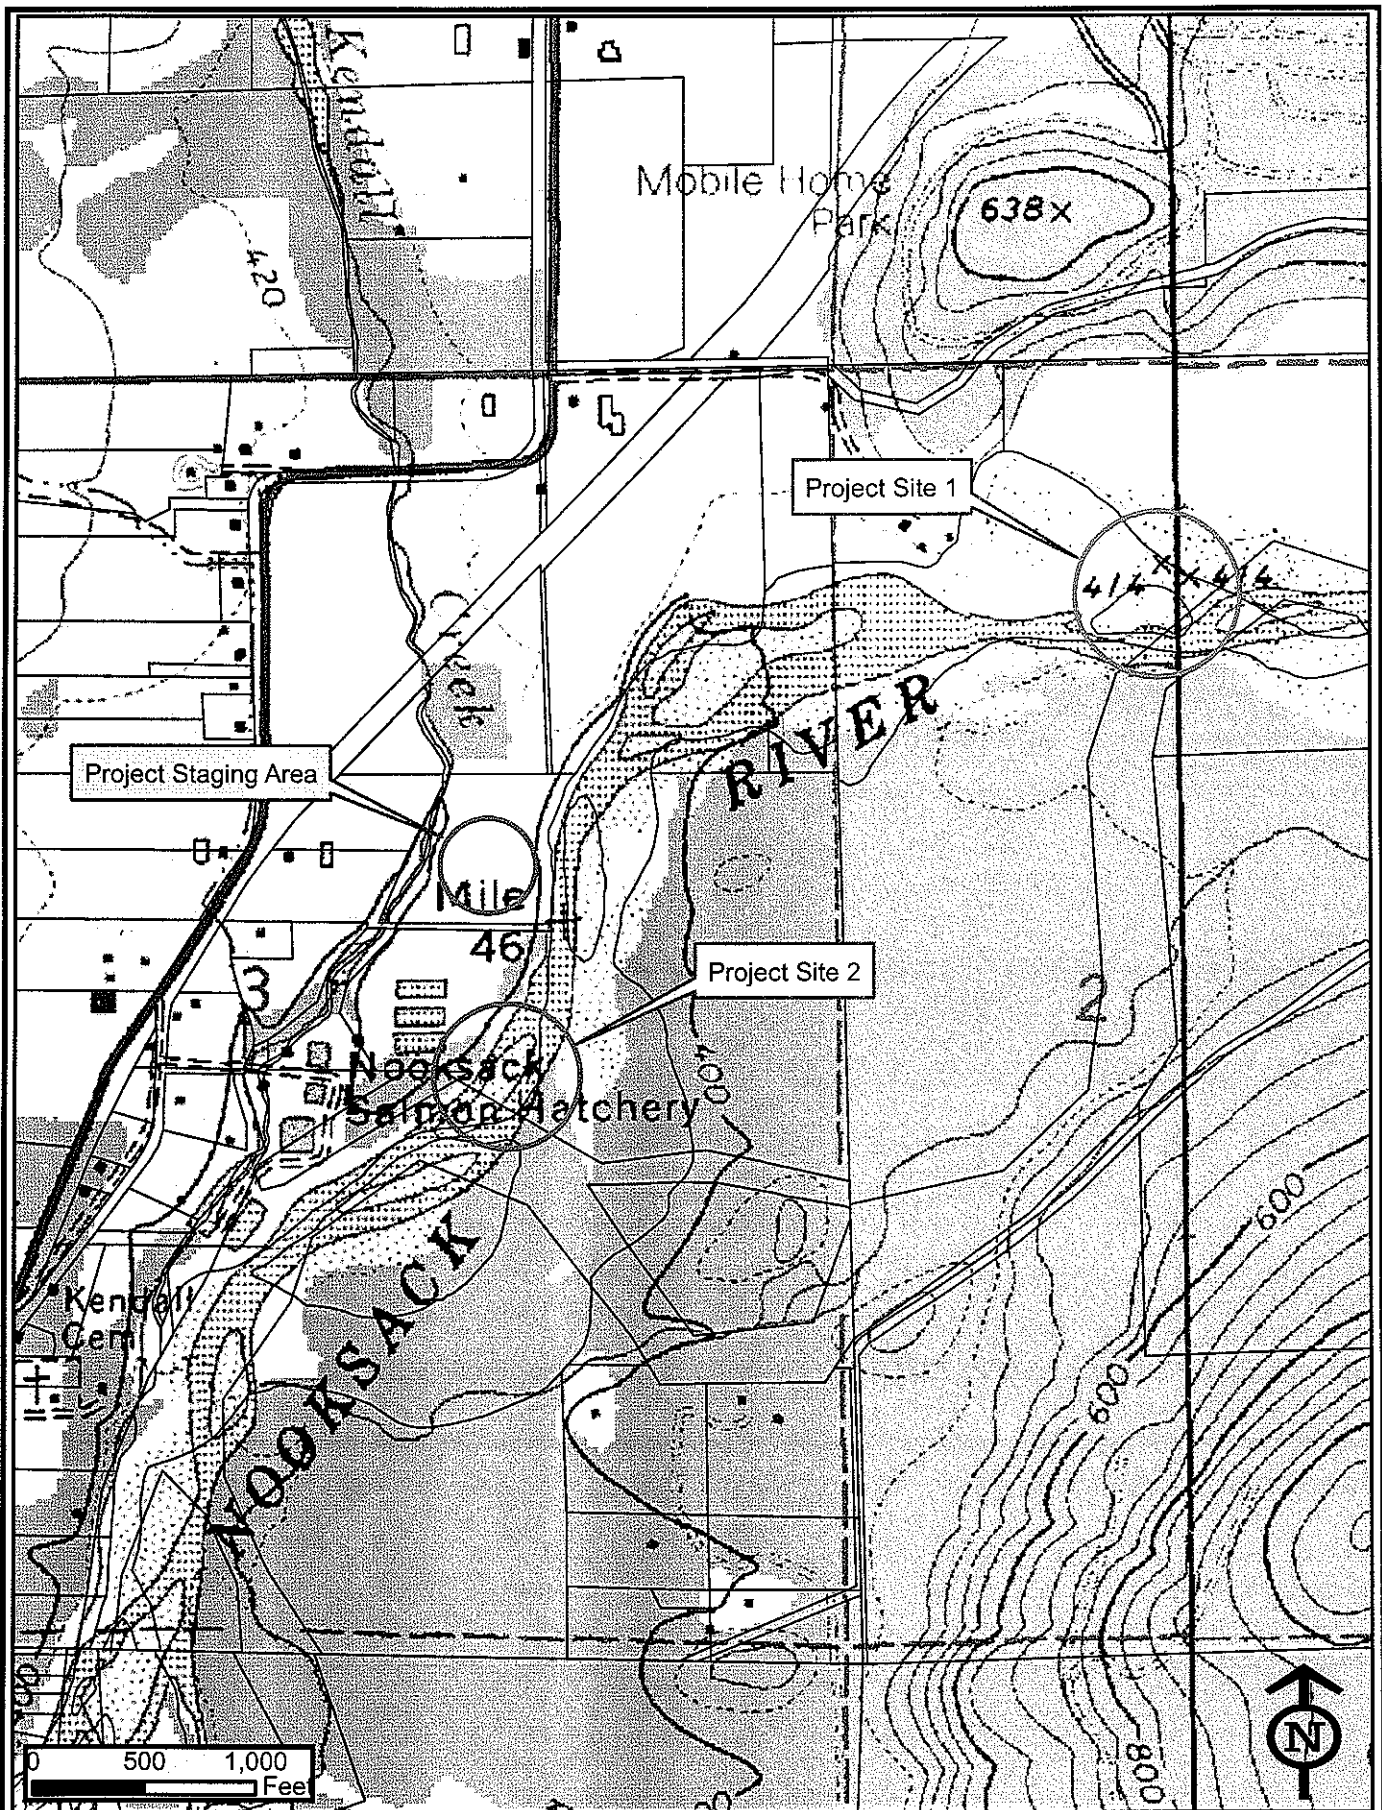 Kendall
Mobile Home
Park
638×
420
Project Site 1
414
414
Creek
RIVER
Project Staging Area
Mile
46
3
Project Site 2
2
Nooksack
Salmon Hatchery
400
600
NOOKSACK
Kendall
Cem
600
0 500 1,000
Feet
N
800